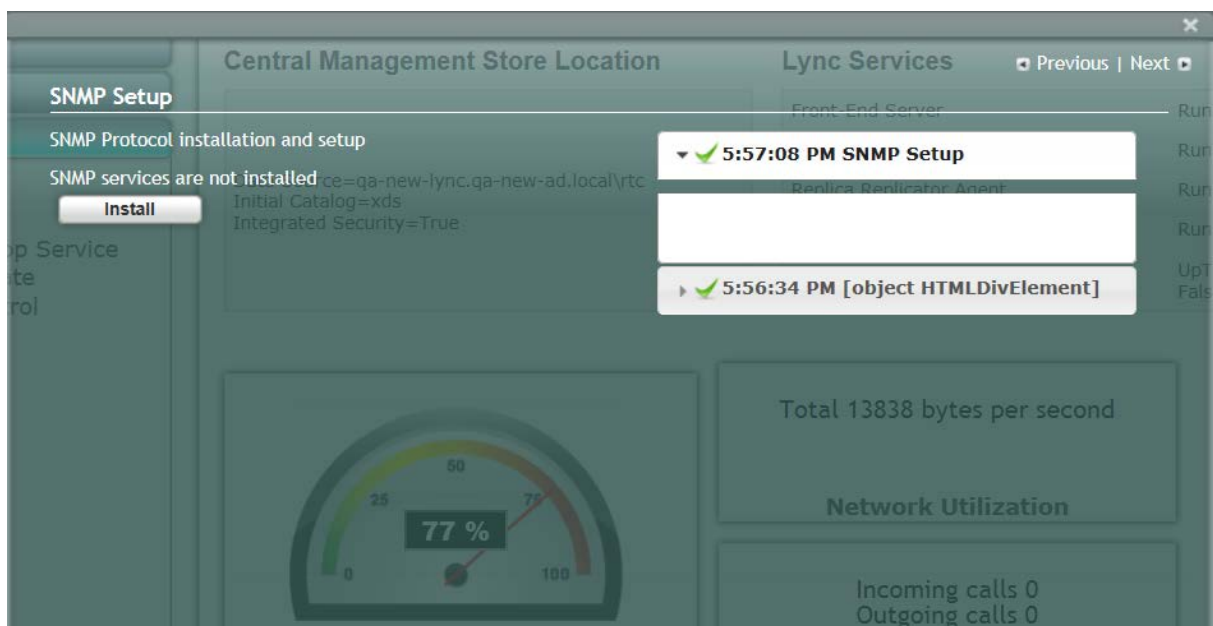 Central Management Store Location
Lync Services
Previous | Next
SNMP Setup
Front-End Server
Run
SNMP Protocol installation and setup
5:57:08 PM SNMP Setup
Run
SNMP services are not installed
Source=qa-new-lync.qa-new-ad.local\rtc
Replica Replicator Agent
Run
Install
Initial Catalog=xds
Integrated Security=True
Run
op Service
UpT
5:56:34 PM [object HTMLDivElement]
Fals
rol
Total 13838 bytes per second
50
25
75
77 %
Network Utilization
0
100
Incoming calls 0
Outgoing calls 0